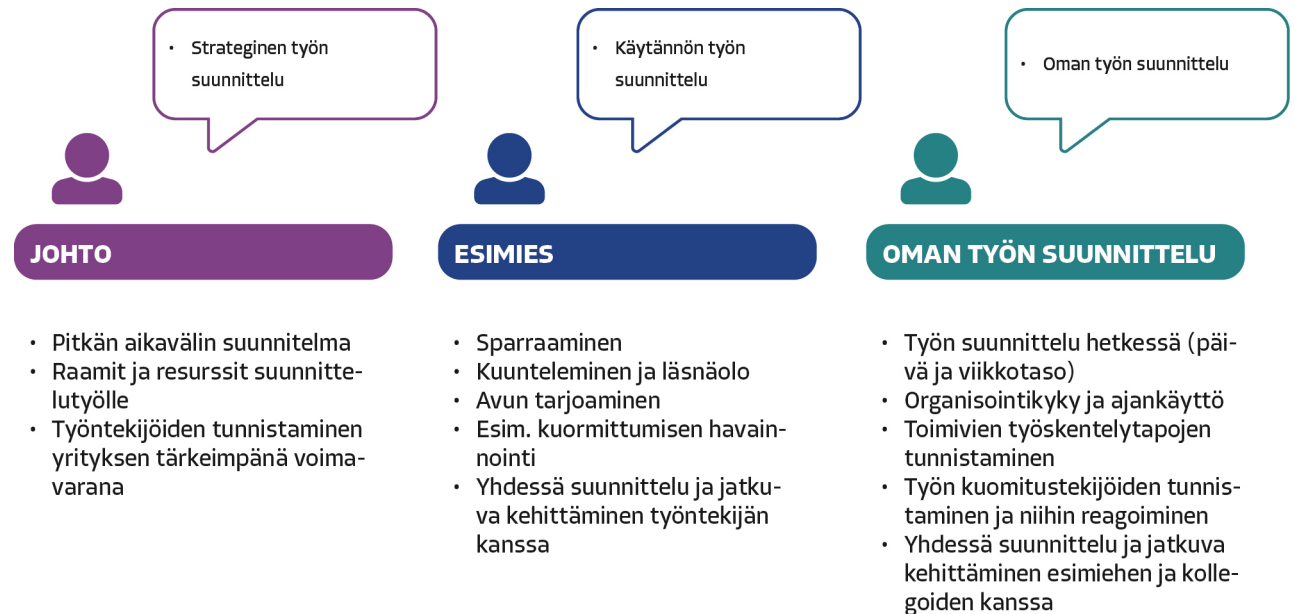 • Strateginen työn
suunnittelu
• Käytännön työn
suunnittelu
• Oman työn suunnittelu
JOHTO
• Pitkän aikavälin suunnitelma
• Raamit ja resurssit suunnitte-
lutyölle
• Työntekijöiden tunnistaminen
yrityksen tärkeimpänä voima-
varana
ESIMIES
• Sparraaminen
• Kuunteleminen ja läsnäolo
• Avun tarjoaminen
• Esim. kuormittumisen havain-
nointi
• Yhdessä suunnittelu ja jatku-
va kehittäminen työntekijän
kanssa
OMAN TYÖN SUUNNITTELU
• Työn suunnittelu hetkessä (päi-
vä ja viikkotaso)
• Organisointikyky ja ajankäyttö
• Toimivien työskentelytapojen
tunnistaminen
• Työn kuomitustekijöiden tunnis-
taminen ja niihin reagoiminen
• Yhdessä suunnittelu ja jatkuva
kehittäminen esimiehen ja kolle-
goiden kanssa